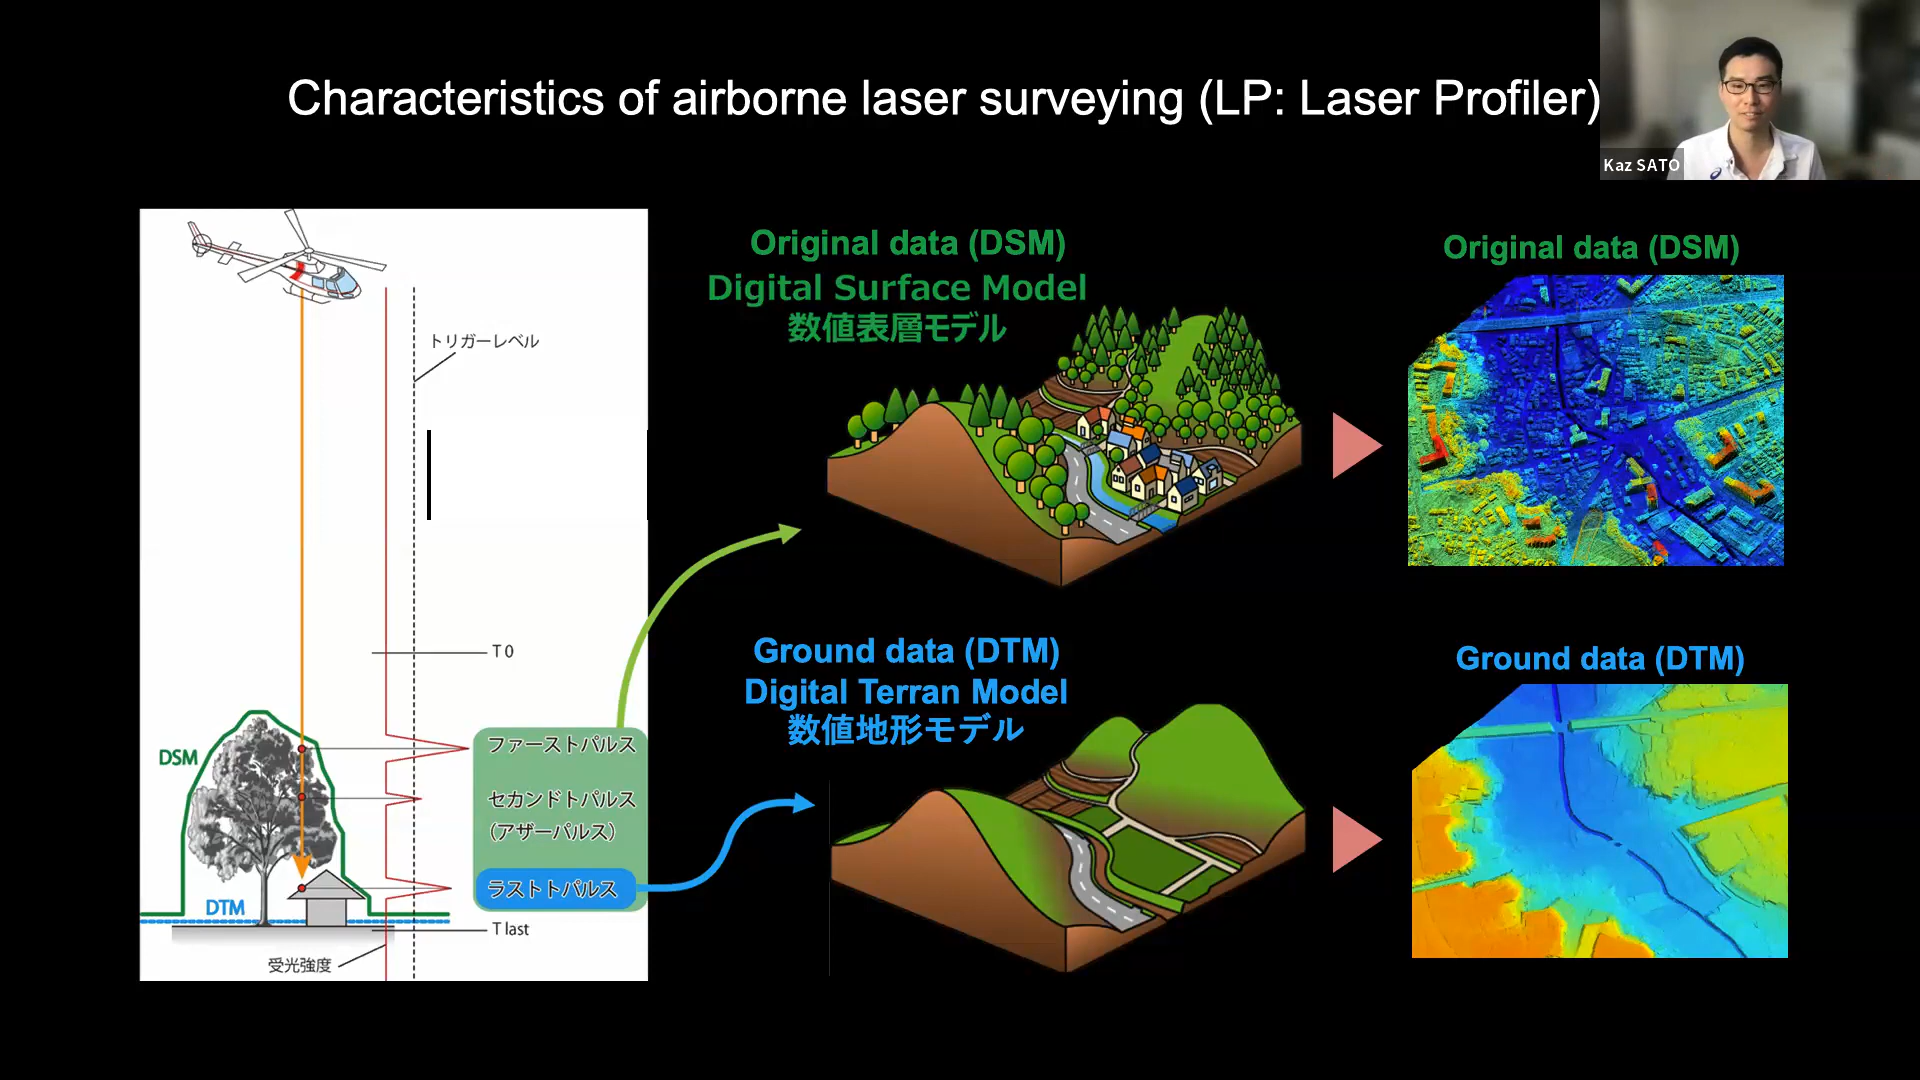 Characteristics of airborne laser surveying (LP: Laser Profiler)
Kaz SATO
トリガーレベル
T 0
DSM
ファーストパルス
セカンドトパルス
（アザーパルス）
ラストトパルス
DTM
T last
受光強度
Original data (DSM)
Digital Surface Model
数値表層モデル
Original data (DSM)
Ground data (DTM)
Digital Terran Model
数値地形モデル
Ground data (DTM)